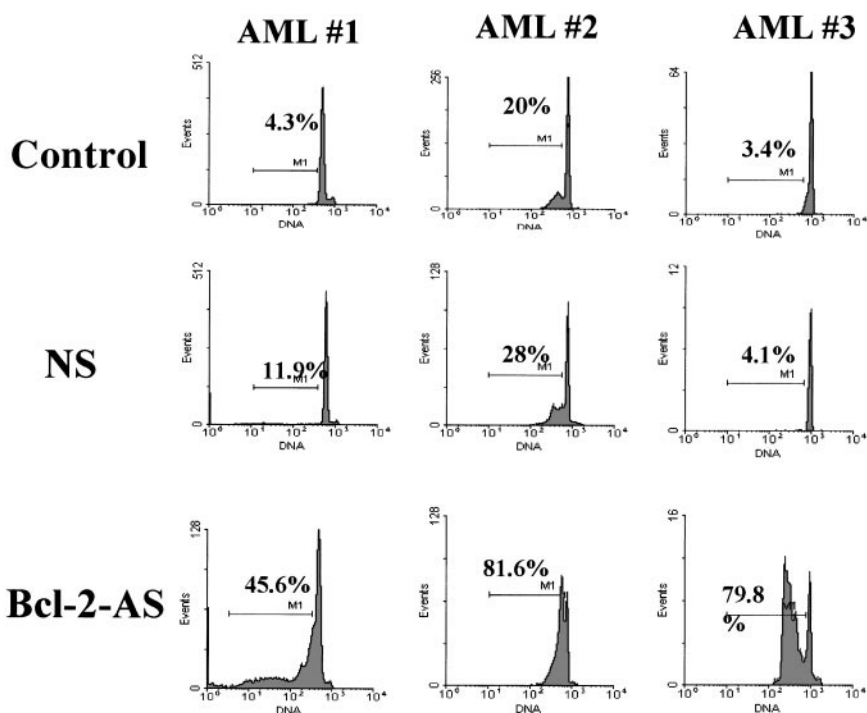 AML #1 AML #2 AML #3
Control
512
Events
0
4.3%
M1
10⁰ 10¹ 10² 10³ 10⁴
DNA
256
Events
0
20%
M1
10⁰ 10¹ 10² 10³ 10⁴
DNA
64
Events
0
3.4%
M1
10⁰ 10¹ 10² 10³ 10⁴
DNA
NS
512
Events
0
11.9%
M1
10⁰ 10¹ 10² 10³ 10⁴
DNA
128
Events
0
28%
M1
10⁰ 10¹ 10² 10³ 10⁴
DNA
12
Events
0
4.1%
M1
10⁰ 10¹ 10² 10³ 10⁴
DNA
Bcl-2-AS
128
Events
0
45.6%
M1
10⁰ 10¹ 10² 10³ 10⁴
DNA
128
Events
0
81.6%
M1
10⁰ 10¹ 10² 10³ 10⁴
DNA
16
Events
0
79.8
%
10⁰ 10¹ 10² 10³ 10⁴
DNA